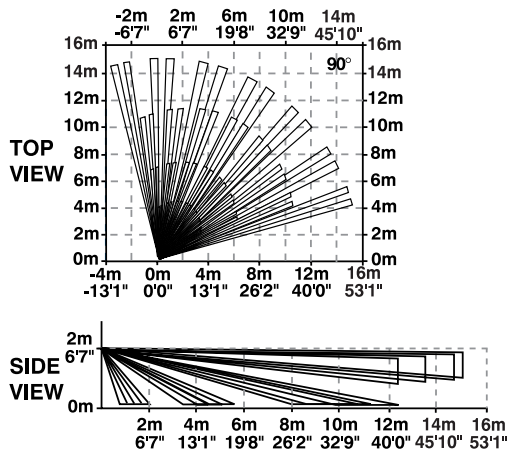 -2m 2m 6m 10m 14m
-6'7" 6'7" 19'8" 32'9" 45'10"
16m 16m
14m 90° 14m
12m 12m
10m 10m
TOP
VIEW
8m 8m
6m 6m
4m 4m
2m 2m
0m 0m
-4m 0m 4m 8m 12m 16m
-13'1" 0'0" 13'1" 26'2" 40'0" 53'1"
2m
6'7"
SIDE
VIEW
0m
2m 4m 6m 8m 10m 12m 14m 16m
6'7" 13'1" 19'8" 26'2" 32'9" 40'0" 45'10" 53'1"